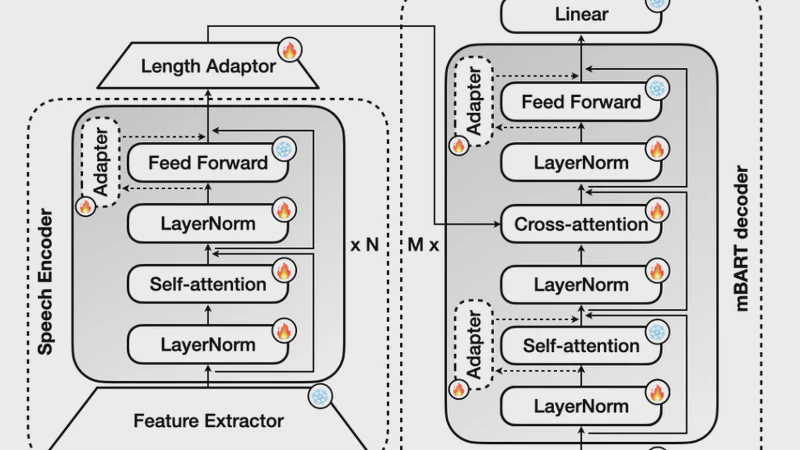 Length Adaptor
Adapter
Feed Forward
LayerNorm
Self-attention
LayerNorm
Speech Encoder
x N
Feature Extractor
Linear
Adapter
Feed Forward
LayerNorm
Cross-attention
M x
LayerNorm
Adapter
Self-attention
LayerNorm
mBART decoder